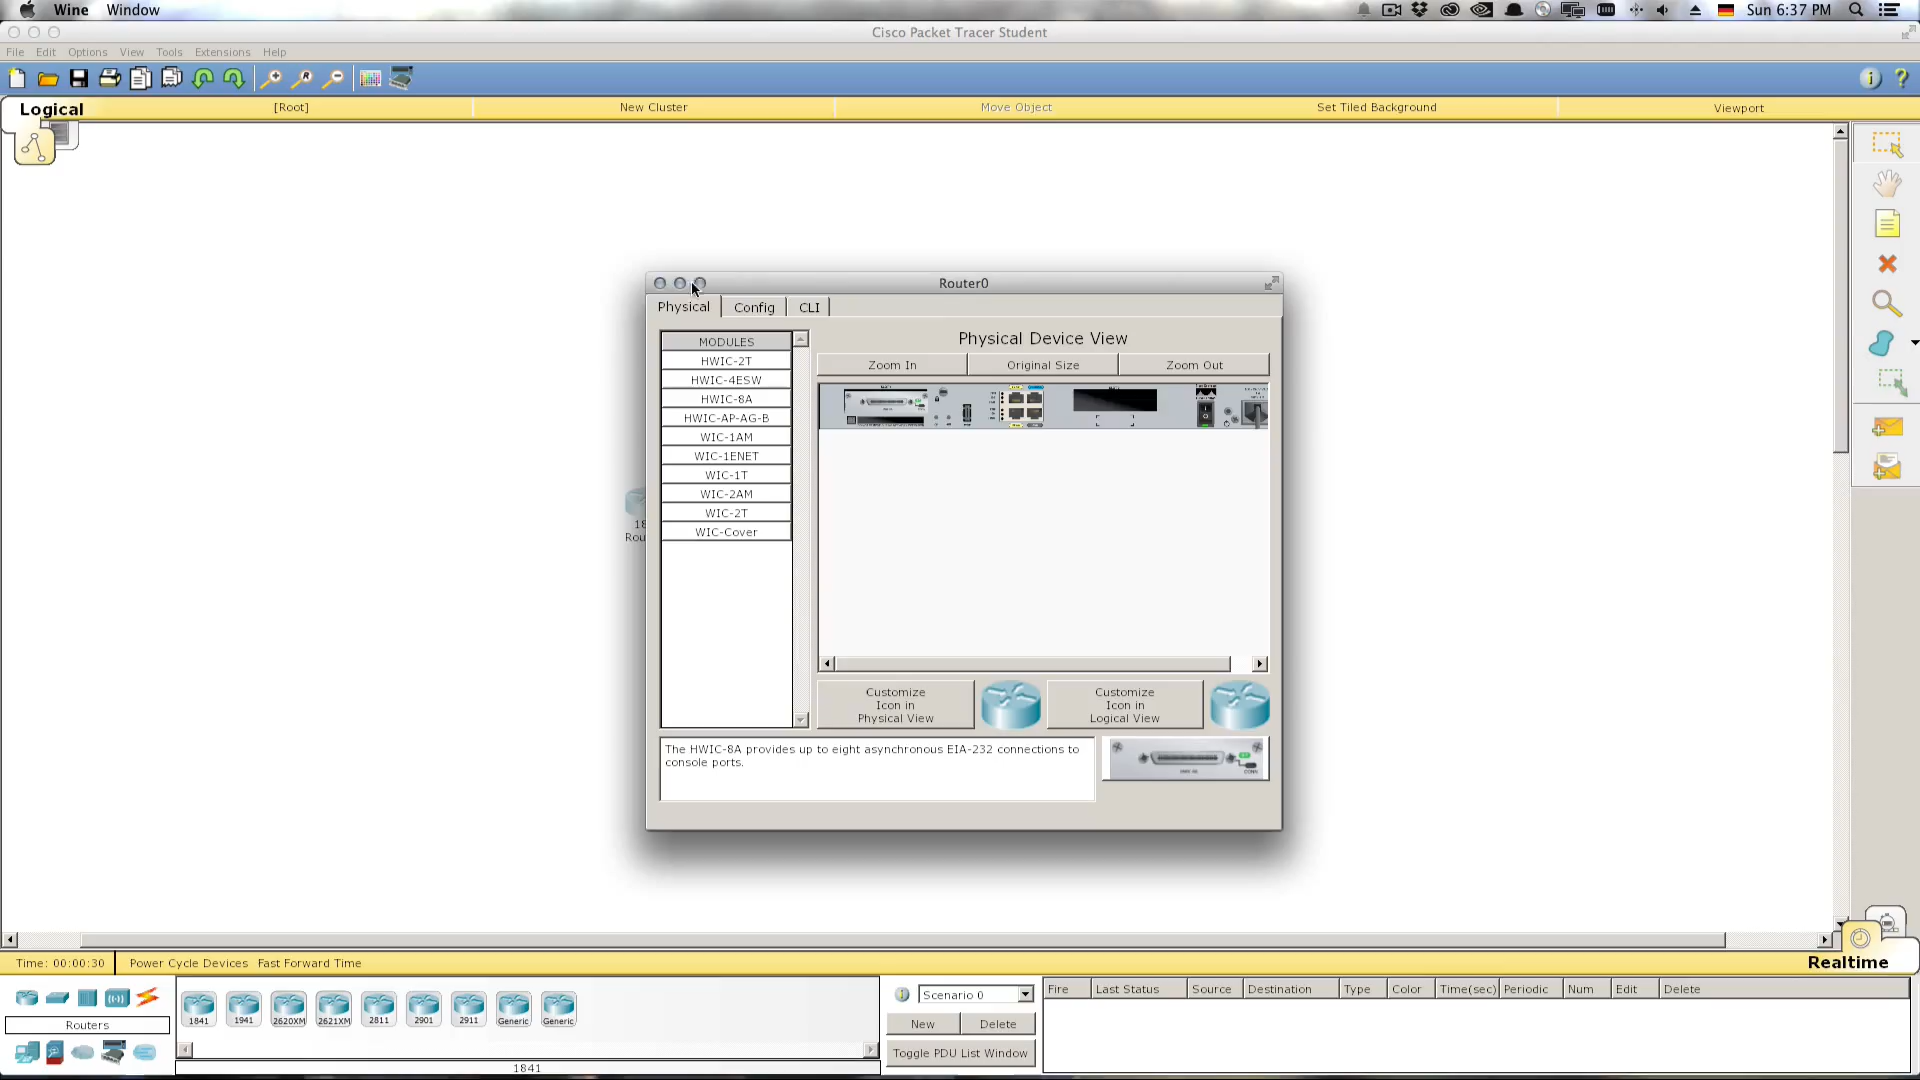 Wine Window
Sun 6:37 PM
Cisco Packet Tracer Student
File Edit Options View Tools Extensions Help
Logical
[Root]
New Cluster
Move Object
Set Tiled Background
Viewport
Router0
Physical Config CLI
MODULES
HWIC-2T
HWIC-4ESW
HWIC-8A
HWIC-AP-AG-B
WIC-1AM
WIC-1ENET
WIC-1T
WIC-2AM
WIC-2T
WIC-Cover
Physical Device View
Zoom In
Original Size
Zoom Out
18
Rou
Customize
Icon in
Physical View
Customize
Icon in
Logical View
The HWIC-8A provides up to eight asynchronous EIA-232 connections to
console ports.
Time: 00:00:30
Power Cycle Devices Fast Forward Time
Realtime
Routers
1841
1941
2620XM
2621XM
2811
2901
2911
Generic
Generic
1841
Scenario 0
New
Delete
Toggle PDU List Window
Fire Last Status Source Destination Type Color Time(sec) Periodic Num Edit Delete